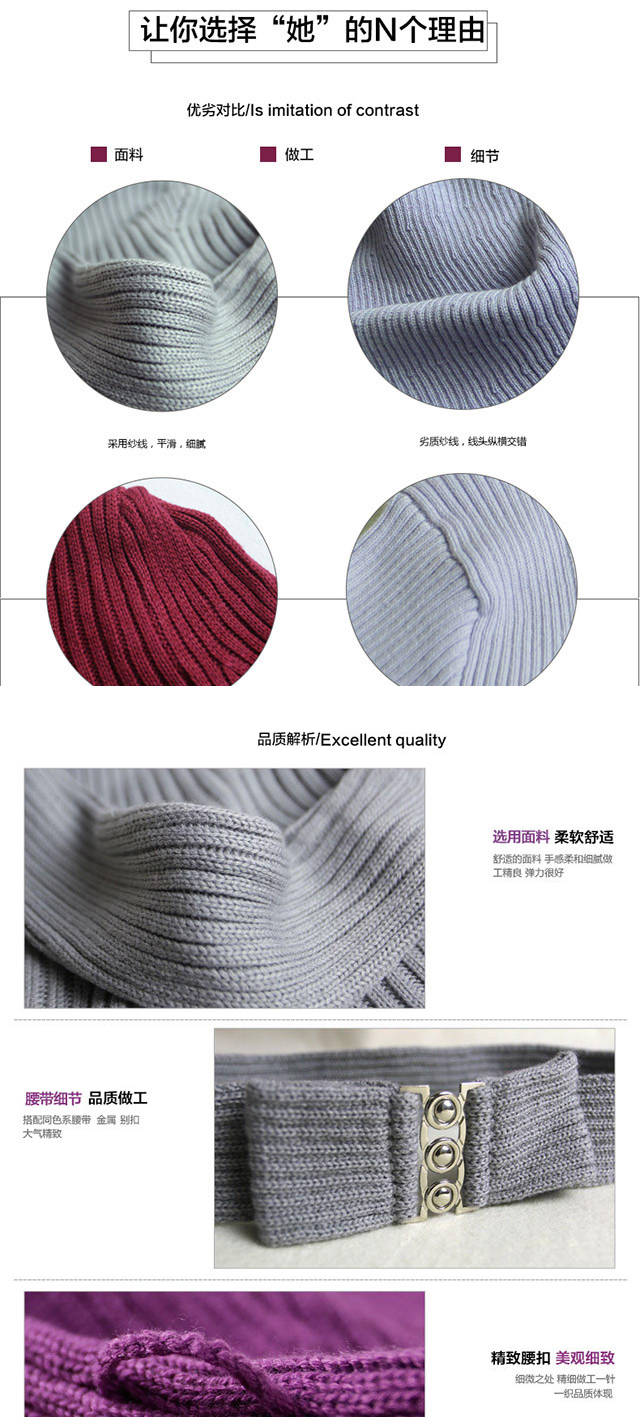 让你选择“她”的N个理由
优劣对比/Is imitation of contrast
面料
做工
细节
采用纱线，平滑，细腻
劣质纱线，线头纵横交错
品质解析/Excellent quality
选用面料 柔软舒适
舒适的面料 手感柔和细腻做
工精良 弹力很好
腰带细节 品质做工
搭配同色系腰带 金属 别扣
大气精致
精致腰扣 美观细致
细微之处 精细做工一针
一织品质体现